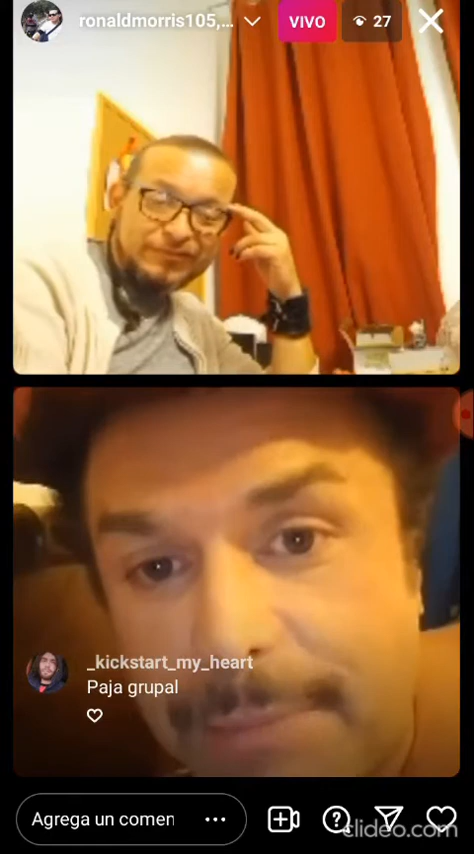 ronaldmorris105,...
VIVO
27
_kickstart_my_heart
Paja grupal
Agrega un comen
clideo.com